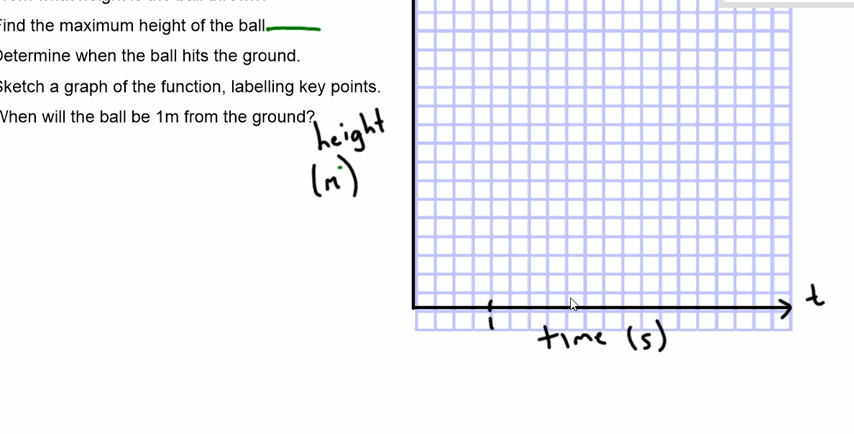 Find the maximum height of the ball.
Determine when the ball hits the ground.
Sketch a graph of the function, labelling key points.
When will the ball be 1m from the ground?
height
(m)
t
1
time (s)